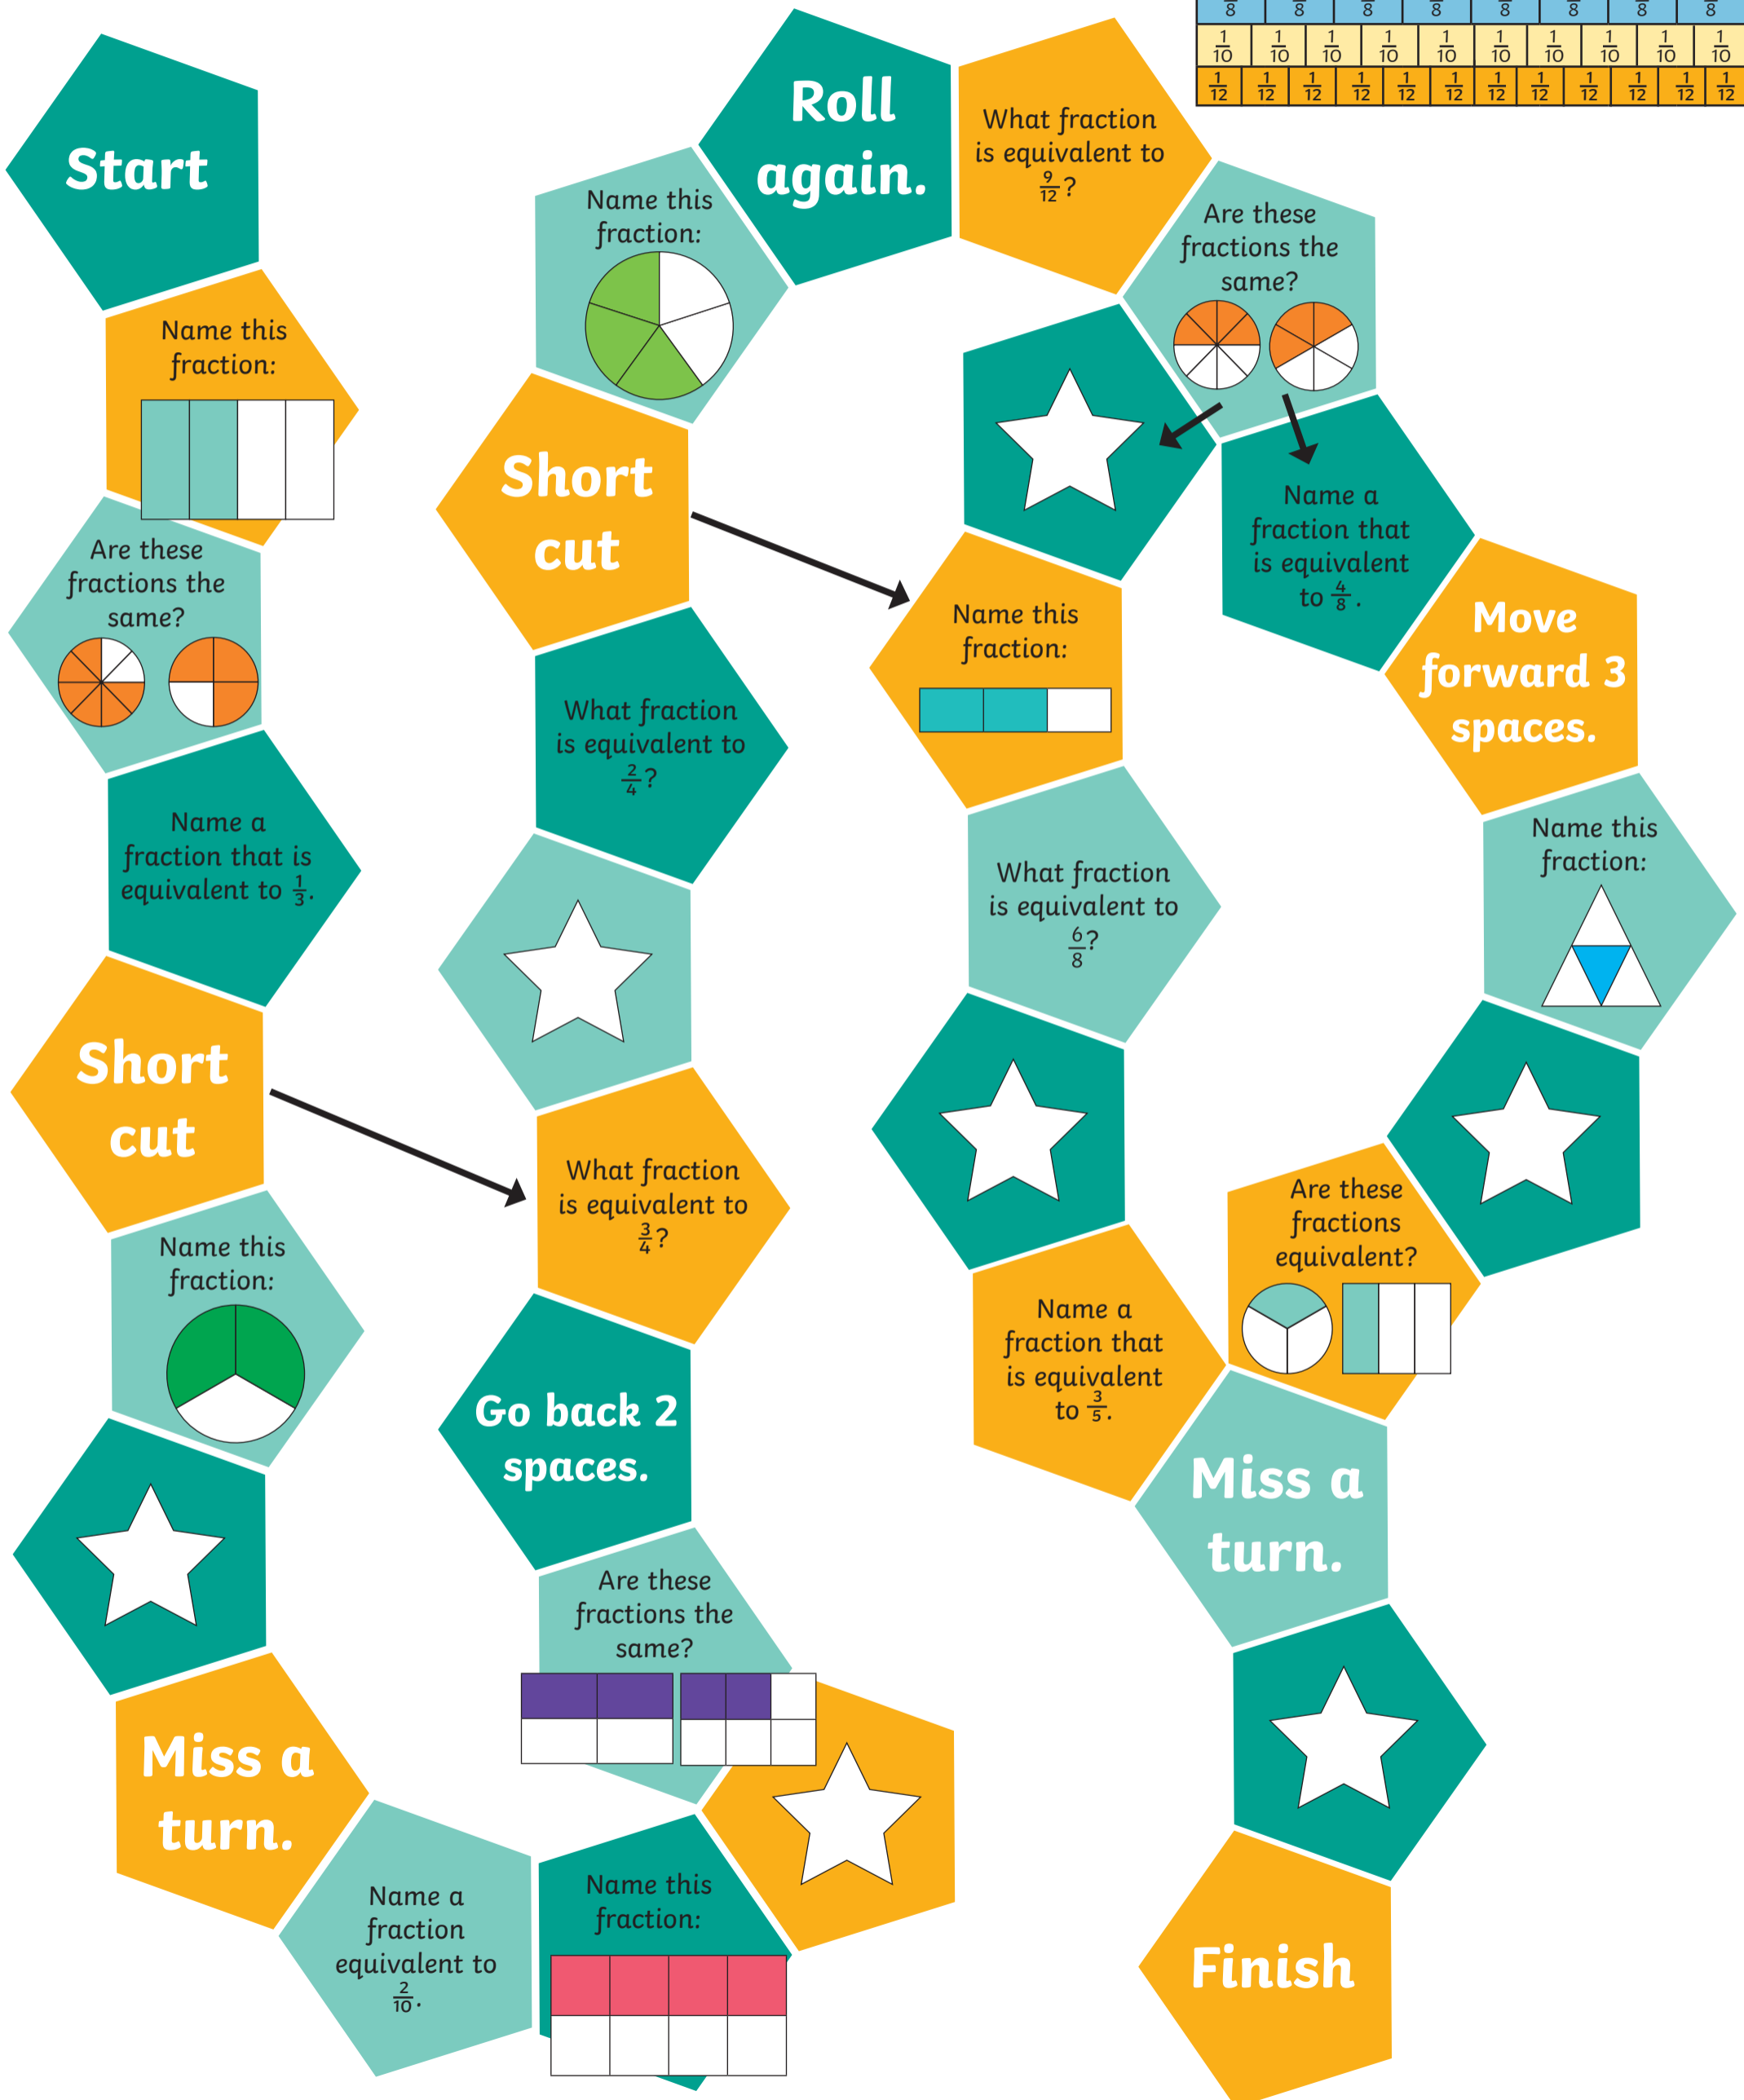 Start
Name this
fraction:
Are these
fractions the
same?
Name a
fraction that is
equivalent to 1/3.
Short
cut
Name this
fraction:
Miss a
turn.
Name a
fraction
equivalent to
2/10.
Name this
fraction:
Are these
fractions the
same?
Go back 2
spaces.
What fraction
is equivalent to
3/4?
What fraction
is equivalent to
2/4?
Short
cut
Name this
fraction:
Roll
again.
What fraction
is equivalent to
9/12?
Are these
fractions the
same?
Name this
fraction:
What fraction
is equivalent to
6/8?
Name a
fraction that
is equivalent
to 3/5.
Name a
fraction that
is equivalent
to 4/8.
Move
forward 3
spaces.
Name this
fraction:
Are these
fractions
equivalent?
Miss a
turn.
Finish
8 8 8 8 8 8 8 8
1/10 1/10 1/10 1/10 1/10 1/10 1/10 1/10 1/10 1/10
1/12 1/12 1/12 1/12 1/12 1/12 1/12 1/12 1/12 1/12 1/12 1/12